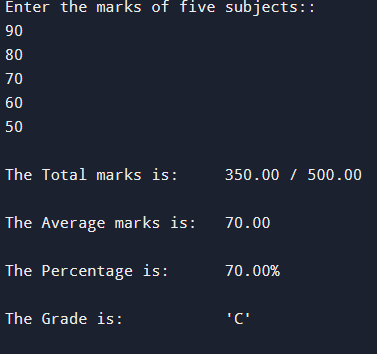 Enter the marks of five subjects::
90
80
70
60
50
The Total marks is: 350.00 / 500.00
The Average marks is: 70.00
The Percentage is: 70.00%
The Grade is: 'C'